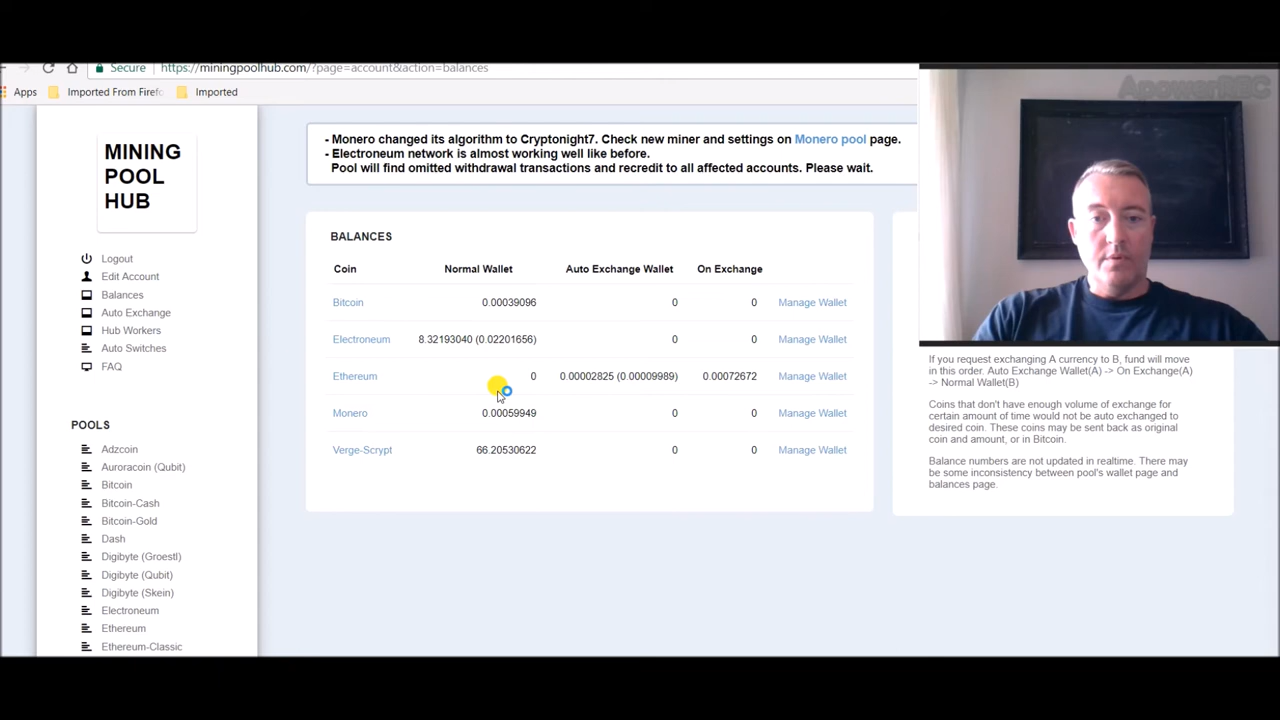 Secure
https://miningpoolhub.com/?page=account&action=balances
Apps
Imported From Firefo
Imported
ApowerREC
MINING
POOL
HUB
Logout
Edit Account
Balances
Auto Exchange
Hub Workers
Auto Switches
FAQ
POOLS
Adzcoin
Auroracoin (Qubit)
Bitcoin
Bitcoin-Cash
Bitcoin-Gold
Dash
Digibyte (Groestl)
Digibyte (Qubit)
Digibyte (Skein)
Electroneum
Ethereum
Ethereum-Classic
- Monero changed its algorithm to Cryptonight7. Check new miner and settings on Monero pool page.
- Electroneum network is almost working well like before.
Pool will find omitted withdrawal transactions and recredit to all affected accounts. Please wait.
BALANCES
Coin Normal Wallet Auto Exchange Wallet On Exchange
Bitcoin 0.00039096 0 0 Manage Wallet
Electroneum 8.32193040 (0.02201656) 0 0 Manage Wallet
Ethereum 0 0.00002825 (0.00009989) 0.00072672 Manage Wallet
Monero 0.00059949 0 0 Manage Wallet
Verge-Scrypt 66.20530622 0 0 Manage Wallet
If you request exchanging A currency to B, fund will move
in this order. Auto Exchange Wallet(A) -> On Exchange(A)
-> Normal Wallet(B)
Coins that don't have enough volume of exchange for
certain amount of time would not be auto exchanged to
desired coin. These coins may be sent back as original
coin and amount, or in Bitcoin.
Balance numbers are not updated in realtime. There may
be some inconsistency between pool's wallet page and
balances page.